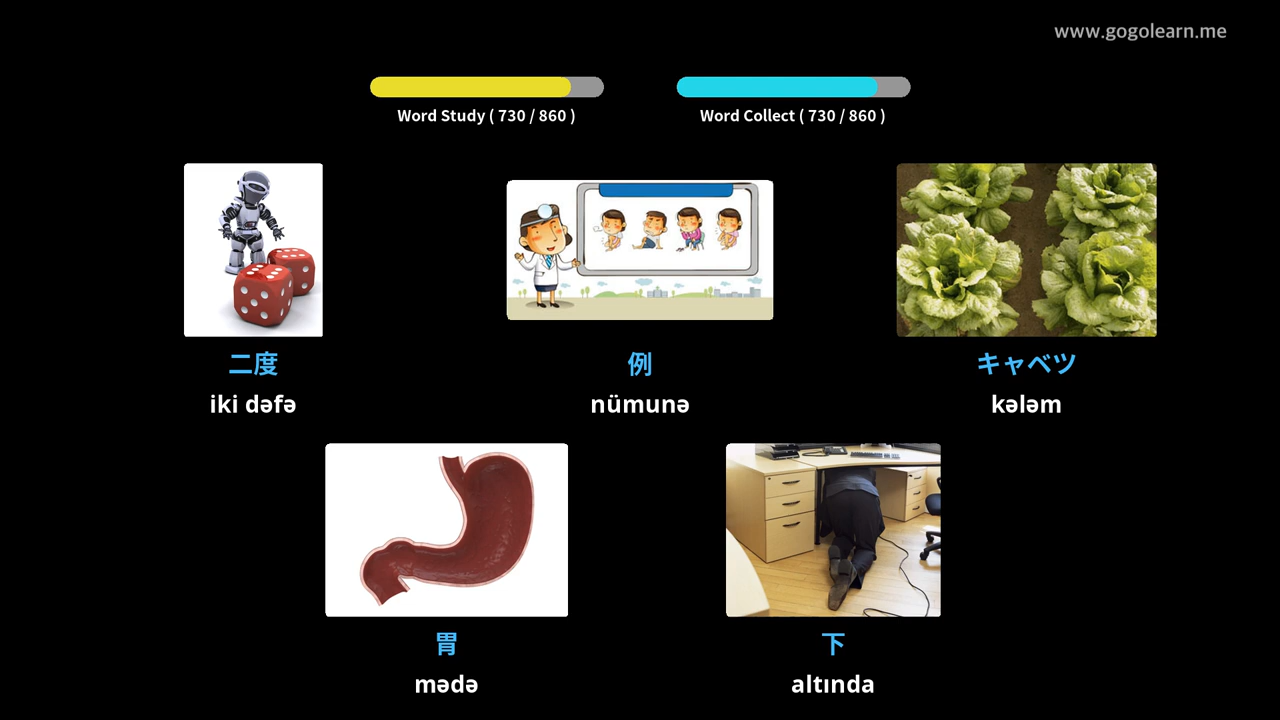 www.gogolearn.me
Word Study ( 730 / 860 )
Word Collect ( 730 / 860 )
二度
iki dəfə
例
nümunə
キャベツ
kələm
胃
mədə
下
altında